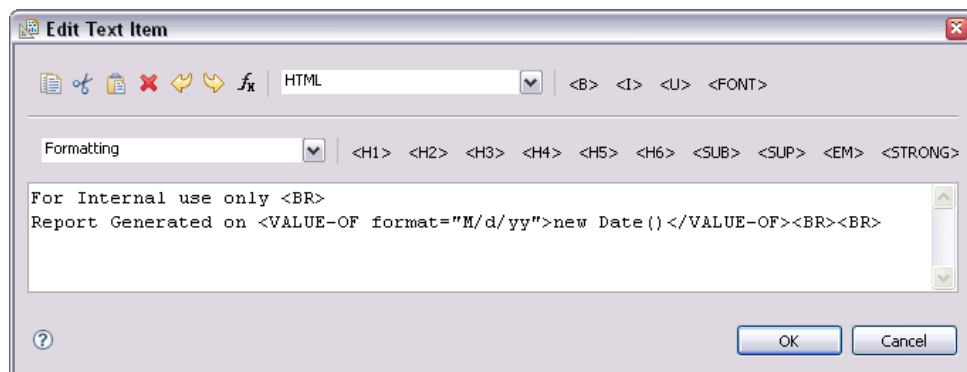 Edit Text Item
fx HTML <B> <I> <U> <FONT>
Formatting <H1> <H2> <H3> <H4> <H5> <H6> <SUB> <SUP> <EM> <STRONG>
For Internal use only <BR>
Report Generated on <VALUE-OF format="M/d/yy">new Date()</VALUE-OF><BR><BR>
? OK Cancel